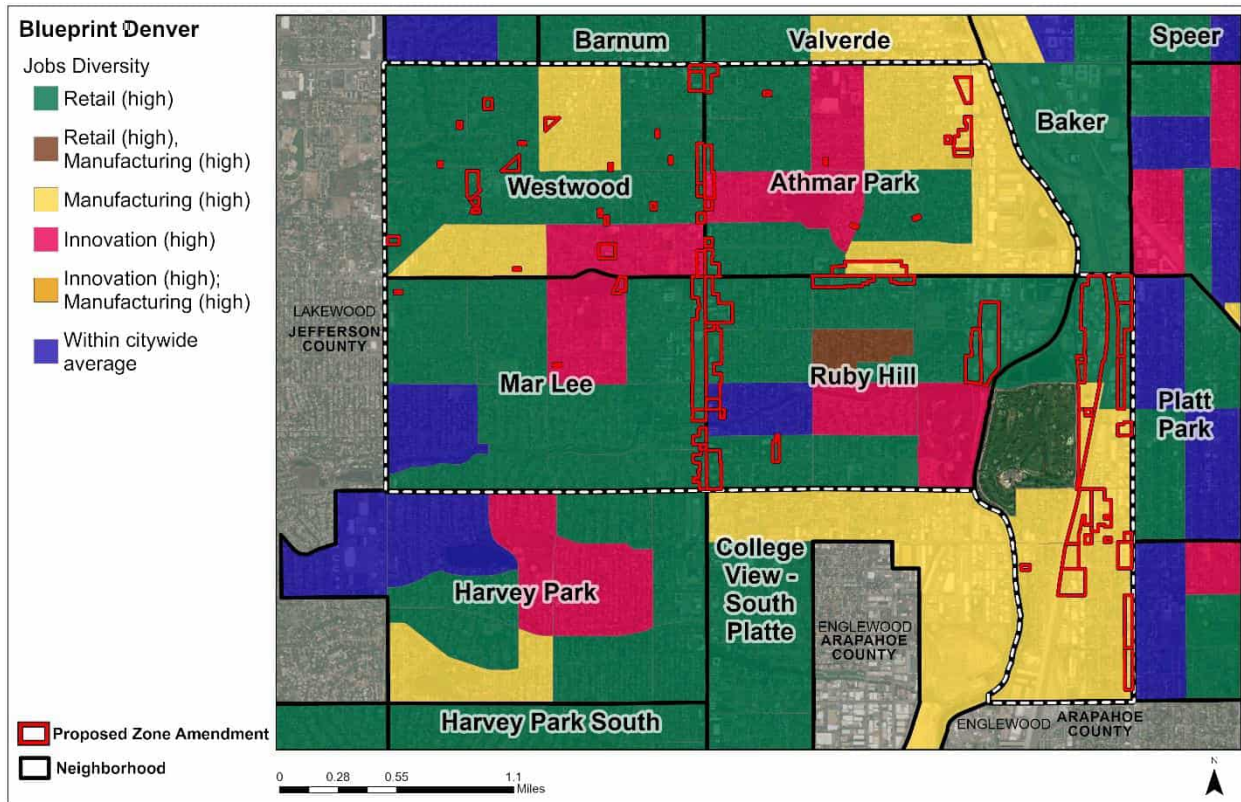 Blueprint Denver
Jobs Diversity
Retail (high)
Retail (high),
Manufacturing (high)
Manufacturing (high)
Innovation (high)
Innovation (high);
Manufacturing (high)
Within citywide
average
Proposed Zone Amendment
Neighborhood
Barnum
Valverde
Speer
Baker
Westwood
Athmar Park
LAKEWOOD
JEFFERSON
COUNTY
Mar Lee
Ruby Hill
Platt
Park
Harvey Park
College
View -
South
Platte
ENGLEWOOD
ARAPAHOE
COUNTY
Harvey Park South
ENGLEWOOD
ARAPAHOE
COUNTY
0 0.28 0.55 1.1
Miles
N